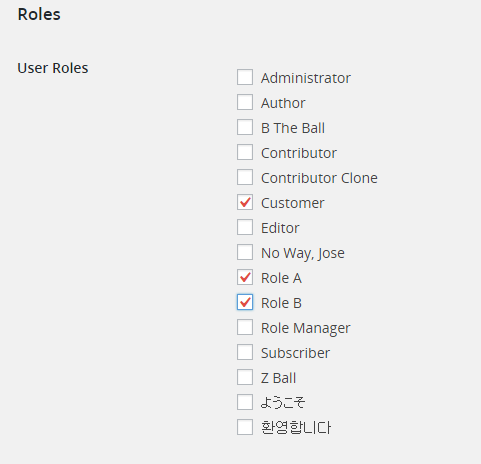 Roles
User Roles
Administrator
Author
B The Ball
Contributor
Contributor Clone
Customer
Editor
No Way, Jose
Role A
Role B
Role Manager
Subscriber
Z Ball
ようこそ
환영합니다